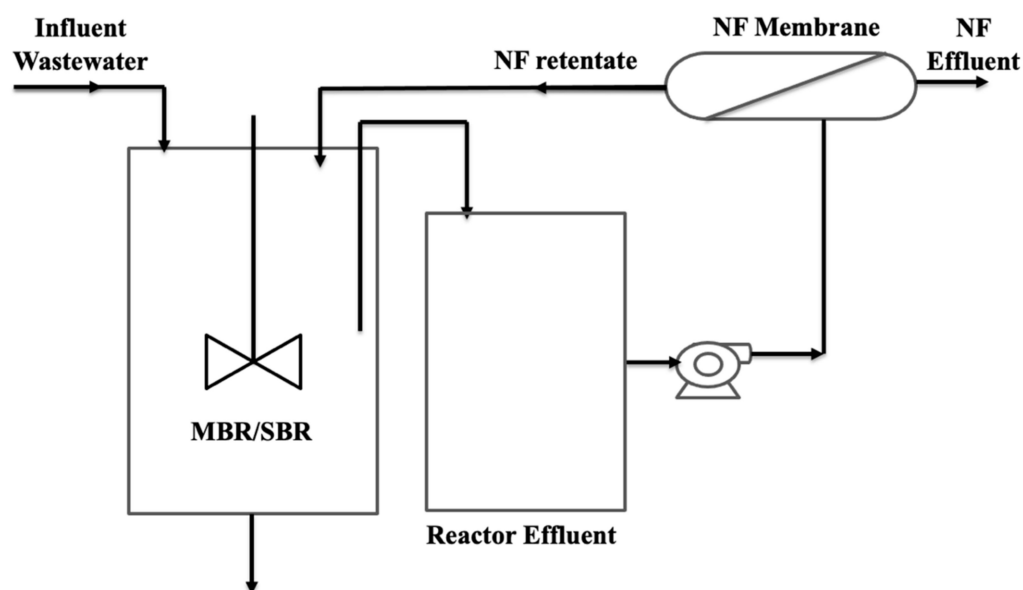 Influent
Wastewater
NF retentate
NF Membrane
NF
Effluent
MBR/SBR
Reactor Effluent